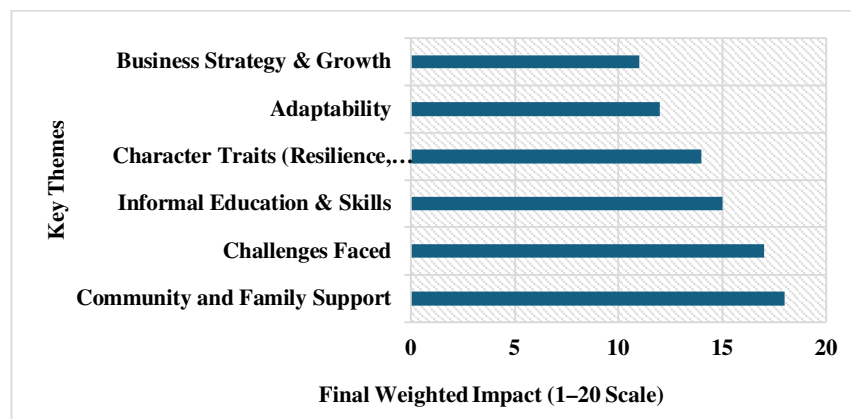 Business Strategy & Growth
Adaptability
Character Traits (Resilience,…
Informal Education & Skills
Challenges Faced
Community and Family Support
Key Themes
0 5 10 15 20
Final Weighted Impact (1–20 Scale)